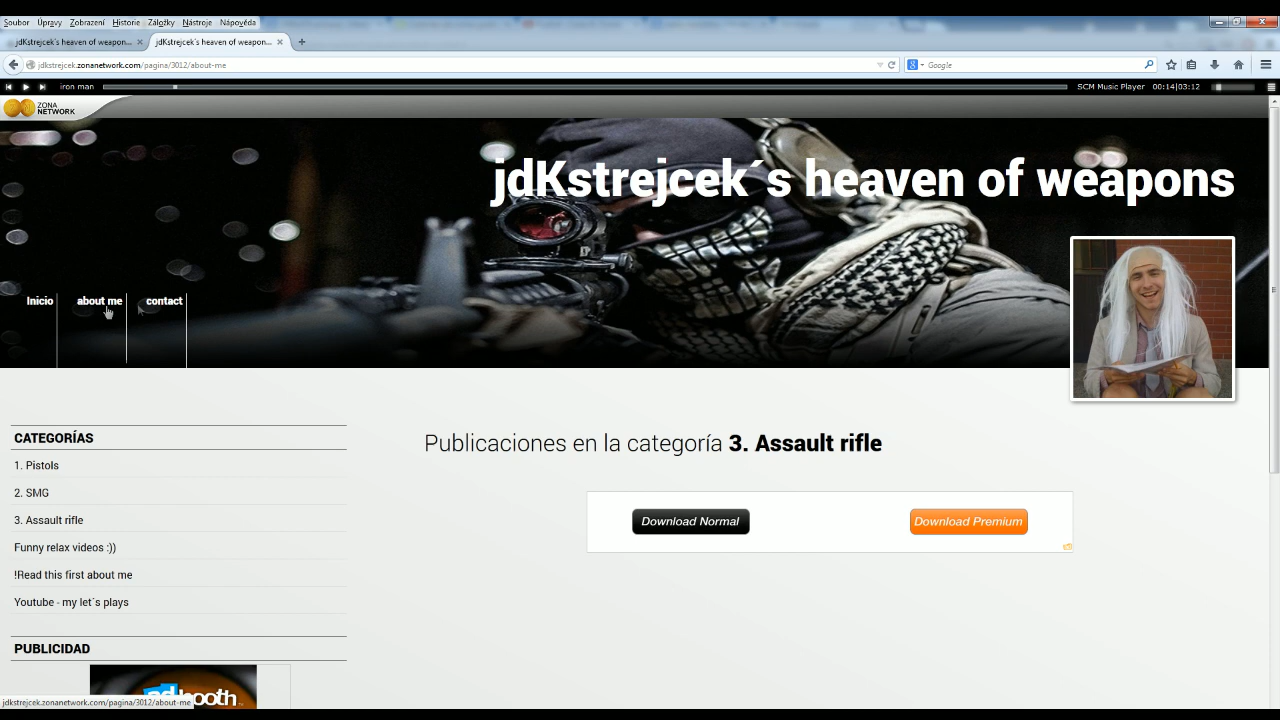 Soubor Úpravy Zobrazení Historie Záložky Nástroje Nápověda
jdKstrejcek´s heaven of weapon... × jdKstrejcek´s heaven of weapon... × +
jdkstrejcek.zonanetwork.com/pagina/3012/about-me Google
iron man SCM Music Player 00:14|03:12
ZONA
NETWORK
jdKstrejcek´s heaven of weapons
Inicio about me contact
CATEGORÍAS
Publicaciones en la categoría 3. Assault rifle
1. Pistols
2. SMG
3. Assault rifle
Download Normal Download Premium
Funny relax videos :))
!Read this first about me
Youtube - my let´s plays
PUBLICIDAD
adbooth
jdkstrejcek.zonanetwork.com/pagina/3012/about-me